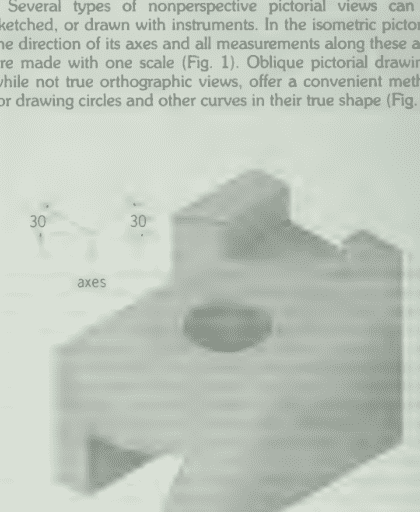 Several types of nonperspective pictorial views can
ketched, or drawn with instruments. In the isometric pictor
he direction of its axes and all measurements along these a
re made with one scale (Fig. 1). Oblique pictorial drawin
while not true orthographic views, offer a convenient meth
or drawing circles and other curves in their true shape (Fig.
30 30
axes